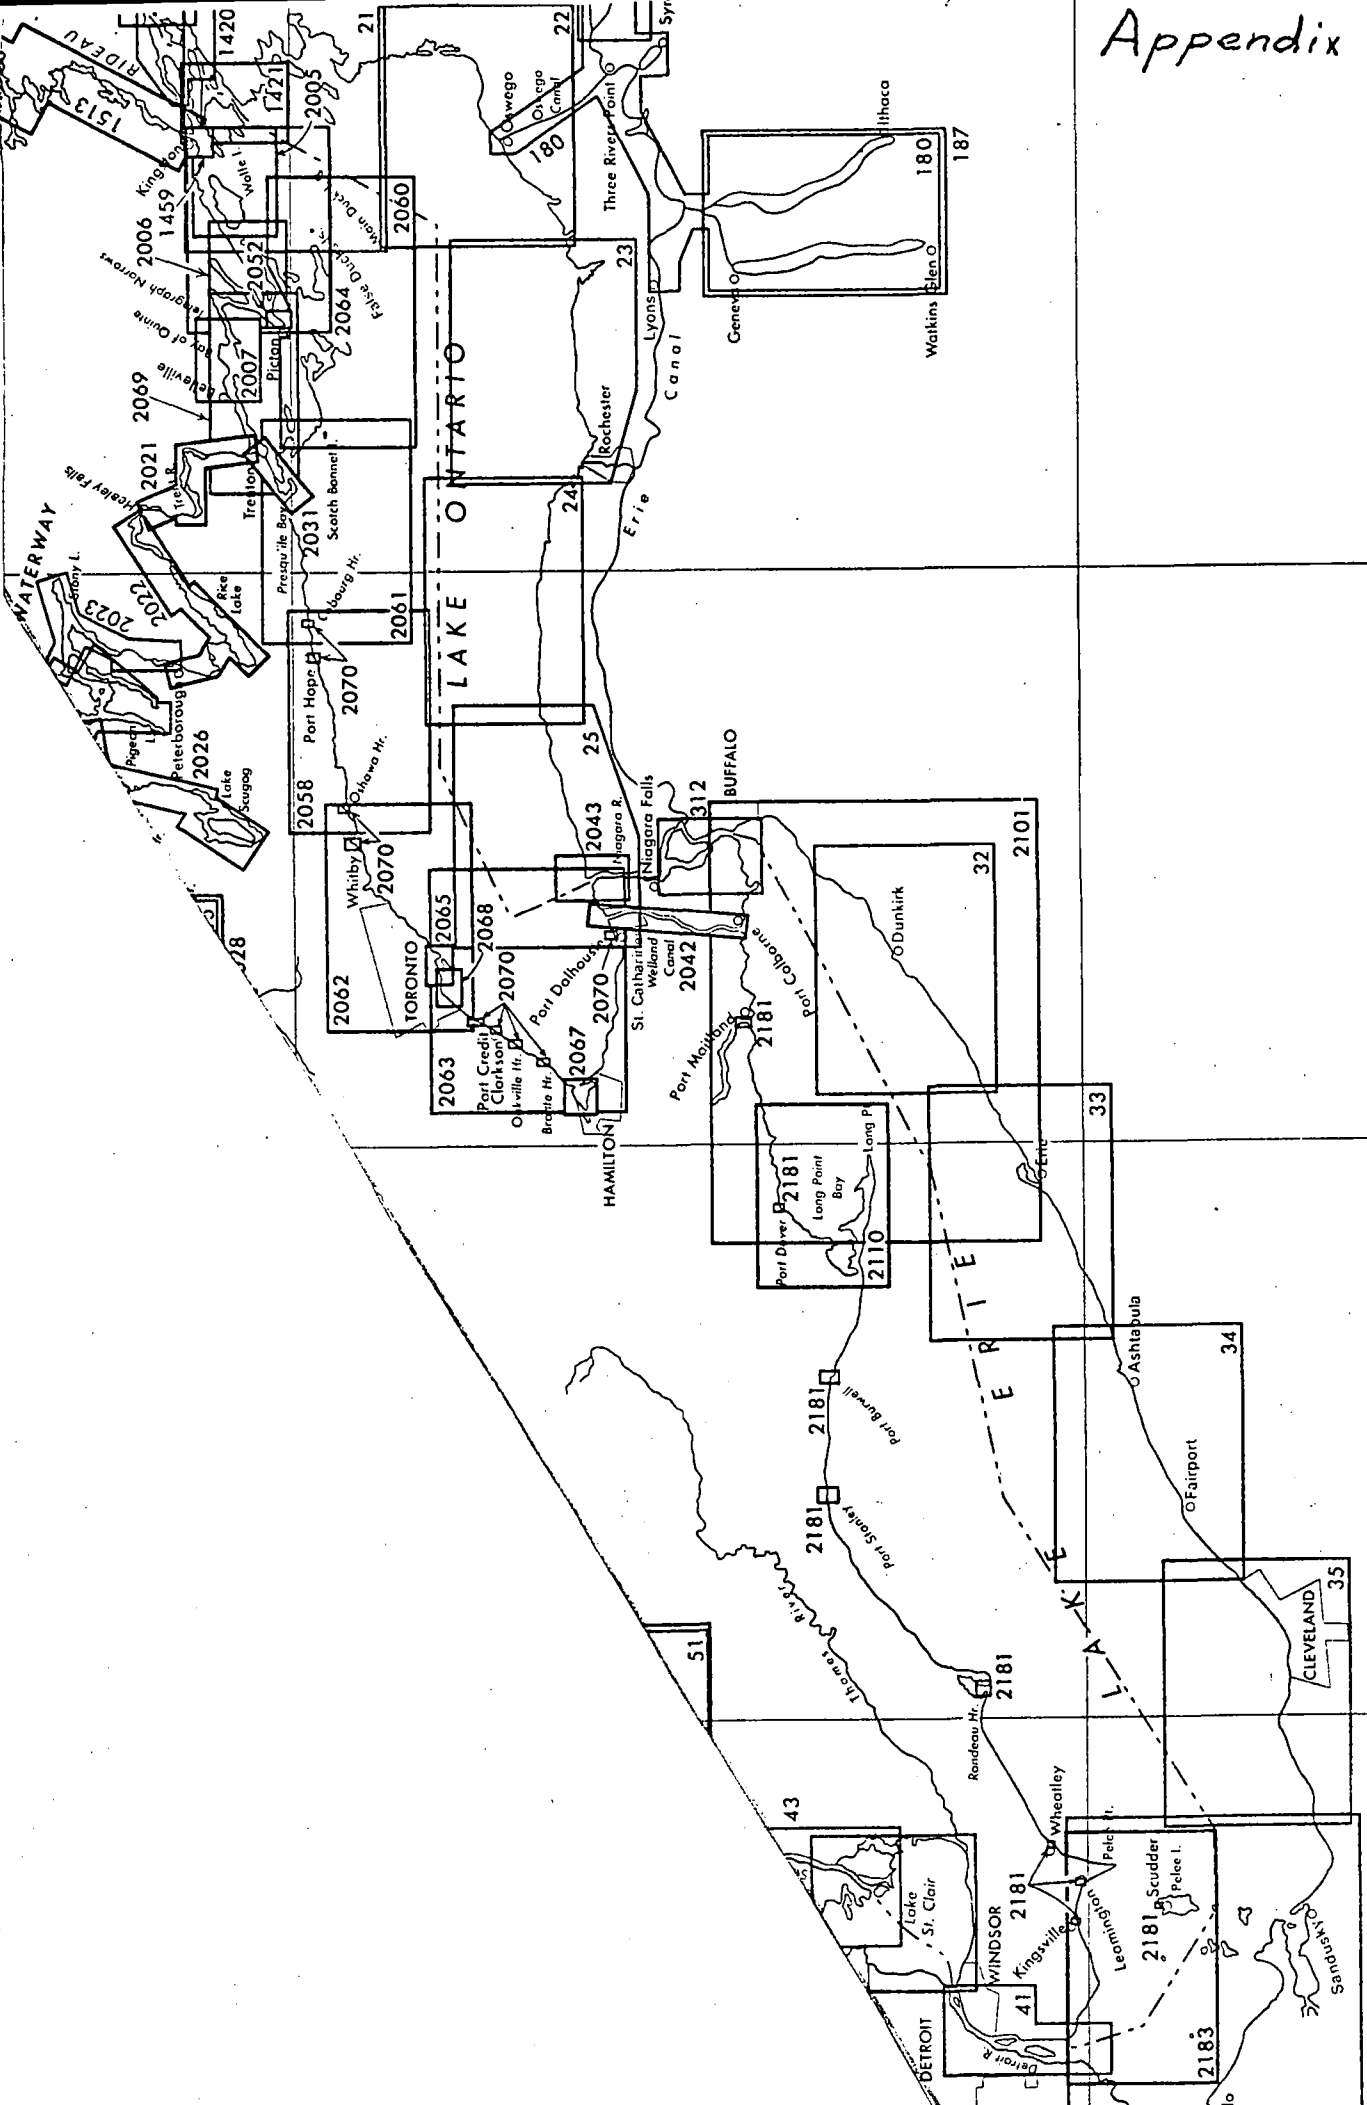 Appendix
RIDEAU
1513
1420
1421
2005
21
22
Oswego
Oswego
Canal
180
Three Rivers Point
Ithaca
180
187
1459
Wolfe I.
2006
Telegraph Narrows
2052
2060
Main Duck I.
False Ducks Is.
2064
23
Lyons
Geneva
Watkins Glen
Canal
Bay of Quinte
Belleville
2007
Picton
2069
2021
Healey Falls
Trent R.
Trenton
Presqu'ile Bay
Scotch Bonnet I.
2031
LAKE ONTARIO
Rochester
24
Erie
WATERWAY
Stony L.
2023
2022
Rice
Lake
Cobourg Hr.
2061
Port Hope
2070
Peterborough
2026
Lake
Scugog
2058
Oshawa Hr.
Whitby
2070
25
2043
Niagara R.
Niagara Falls
312
BUFFALO
2101
32
Dunkirk
28
2062
TORONTO
2065
2068
2070
Port Dalhousie
2070
St. Catharines
Welland
Canal
2042
Port Colborne
2063
Port Credit
Clarkson
Oakville Hr.
Bronte Hr.
2067
HAMILTON
Port Maitland
2181
33
Erie
2181
Long Point
Bay
Long Pt.
Port Dover
2110
LAKE ERIE
34
Ashtabula
2181
Port Burwell
2181
Port Stanley
Fairport
35
CLEVELAND
Thames River
51
Rondeau Hr.
2181
43
Wheatley
Pelee Pt.
Lake
St. Clair
2181
Scudder
Pelee I.
2181
WINDSOR
Kingsville
Leamington
41
DETROIT
Detroit R.
2183
Sandusky